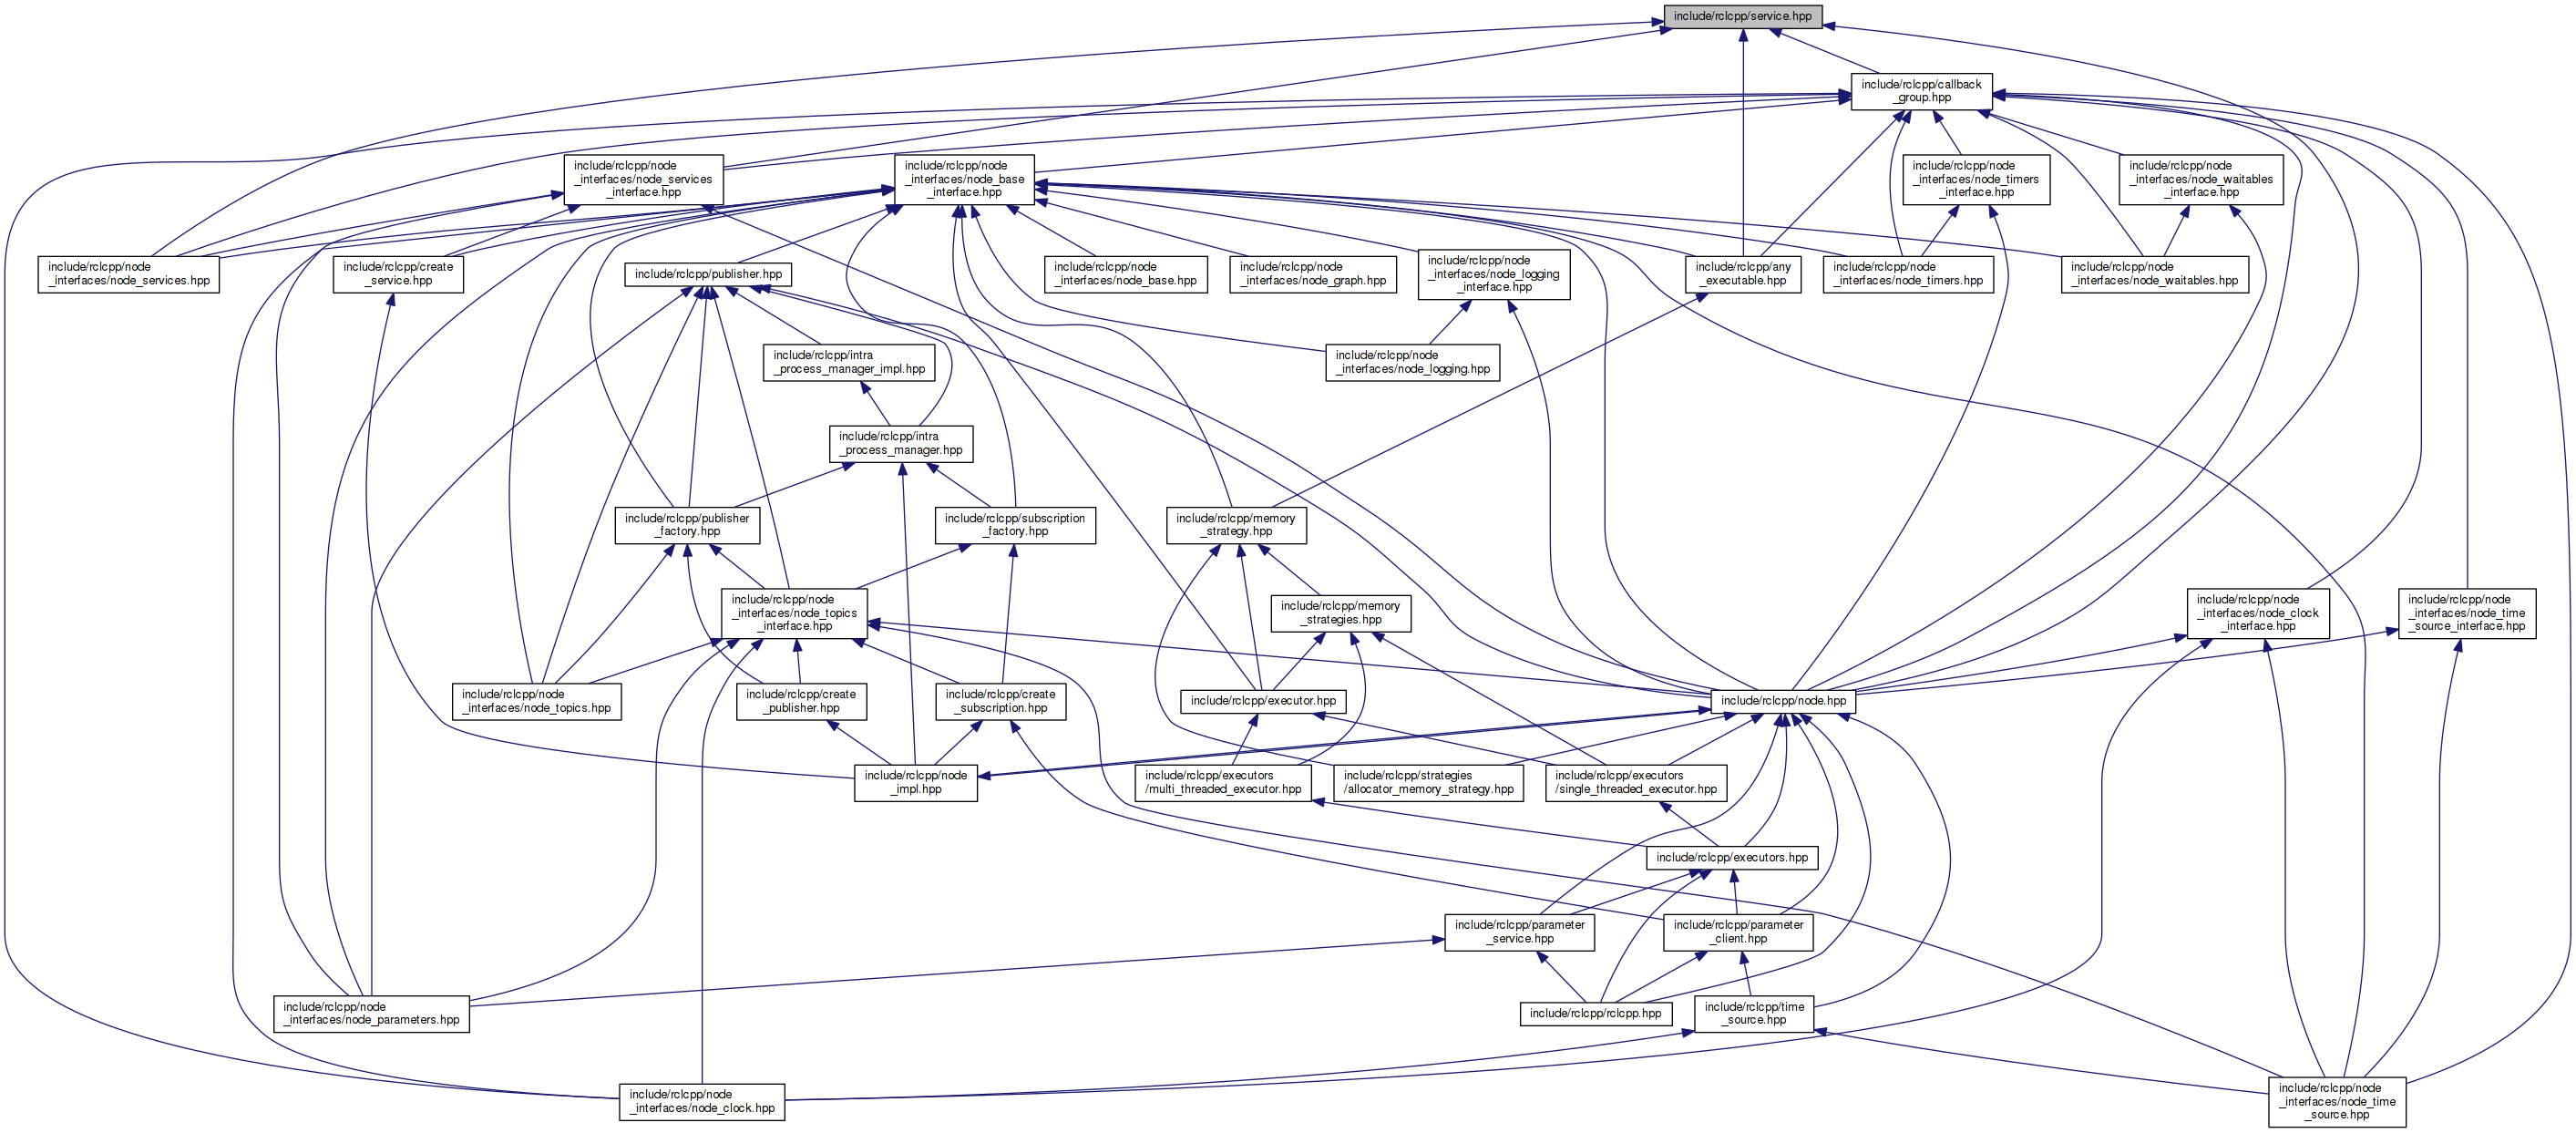 include/rclcpp/service.hpp
include/rclcpp/callback
_group.hpp
include/rclcpp/node
_interfaces/node_services
_interface.hpp
include/rclcpp/node
_interfaces/node_base
_interface.hpp
include/rclcpp/node
_interfaces/node_timers
_interface.hpp
include/rclcpp/node
_interfaces/node_waitables
_interface.hpp
include/rclcpp/node
_interfaces/node_services.hpp
include/rclcpp/create
_service.hpp
include/rclcpp/publisher.hpp
include/rclcpp/node
_interfaces/node_base.hpp
include/rclcpp/node
_interfaces/node_graph.hpp
include/rclcpp/node
_interfaces/node_logging
_interface.hpp
include/rclcpp/any
_executable.hpp
include/rclcpp/node
_interfaces/node_timers.hpp
include/rclcpp/node
_interfaces/node_waitables.hpp
include/rclcpp/intra
_process_manager_impl.hpp
include/rclcpp/node
_interfaces/node_logging.hpp
include/rclcpp/intra
_process_manager.hpp
include/rclcpp/publisher
_factory.hpp
include/rclcpp/subscription
_factory.hpp
include/rclcpp/memory
_strategy.hpp
include/rclcpp/node
_interfaces/node_topics
_interface.hpp
include/rclcpp/memory
_strategies.hpp
include/rclcpp/node
_interfaces/node_clock
_interface.hpp
include/rclcpp/node
_interfaces/node_time
_source_interface.hpp
include/rclcpp/node
_interfaces/node_topics.hpp
include/rclcpp/create
_publisher.hpp
include/rclcpp/create
_subscription.hpp
include/rclcpp/executor.hpp
include/rclcpp/node.hpp
include/rclcpp/node
_impl.hpp
include/rclcpp/executors
/multi_threaded_executor.hpp
include/rclcpp/strategies
/allocator_memory_strategy.hpp
include/rclcpp/executors
/single_threaded_executor.hpp
include/rclcpp/executors.hpp
include/rclcpp/parameter
_service.hpp
include/rclcpp/parameter
_client.hpp
include/rclcpp/node
_interfaces/node_parameters.hpp
include/rclcpp/rclcpp.hpp
include/rclcpp/time
_source.hpp
include/rclcpp/node
_interfaces/node_clock.hpp
include/rclcpp/node
_interfaces/node_time
_source.hpp